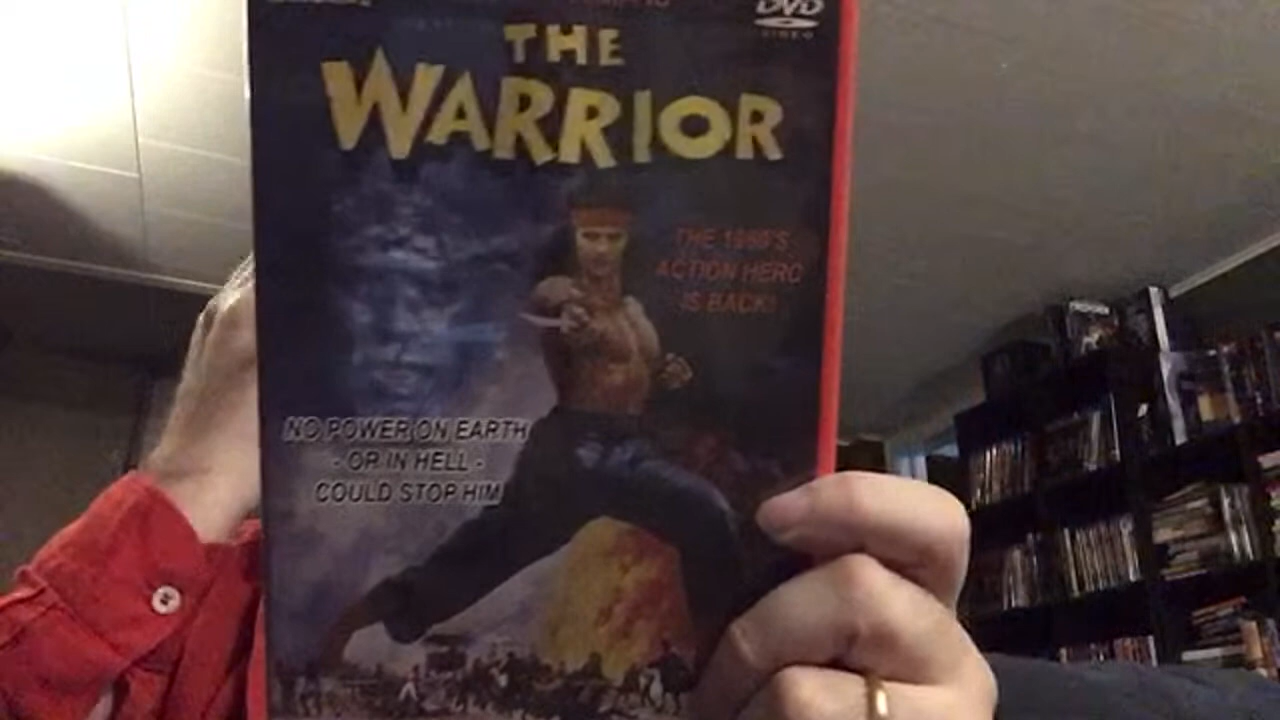 DVD
VIDEO
THE
WARRIOR
THE 1980'S
ACTION HERO
IS BACK!
NO POWER ON EARTH
- OR IN HELL -
COULD STOP HIM